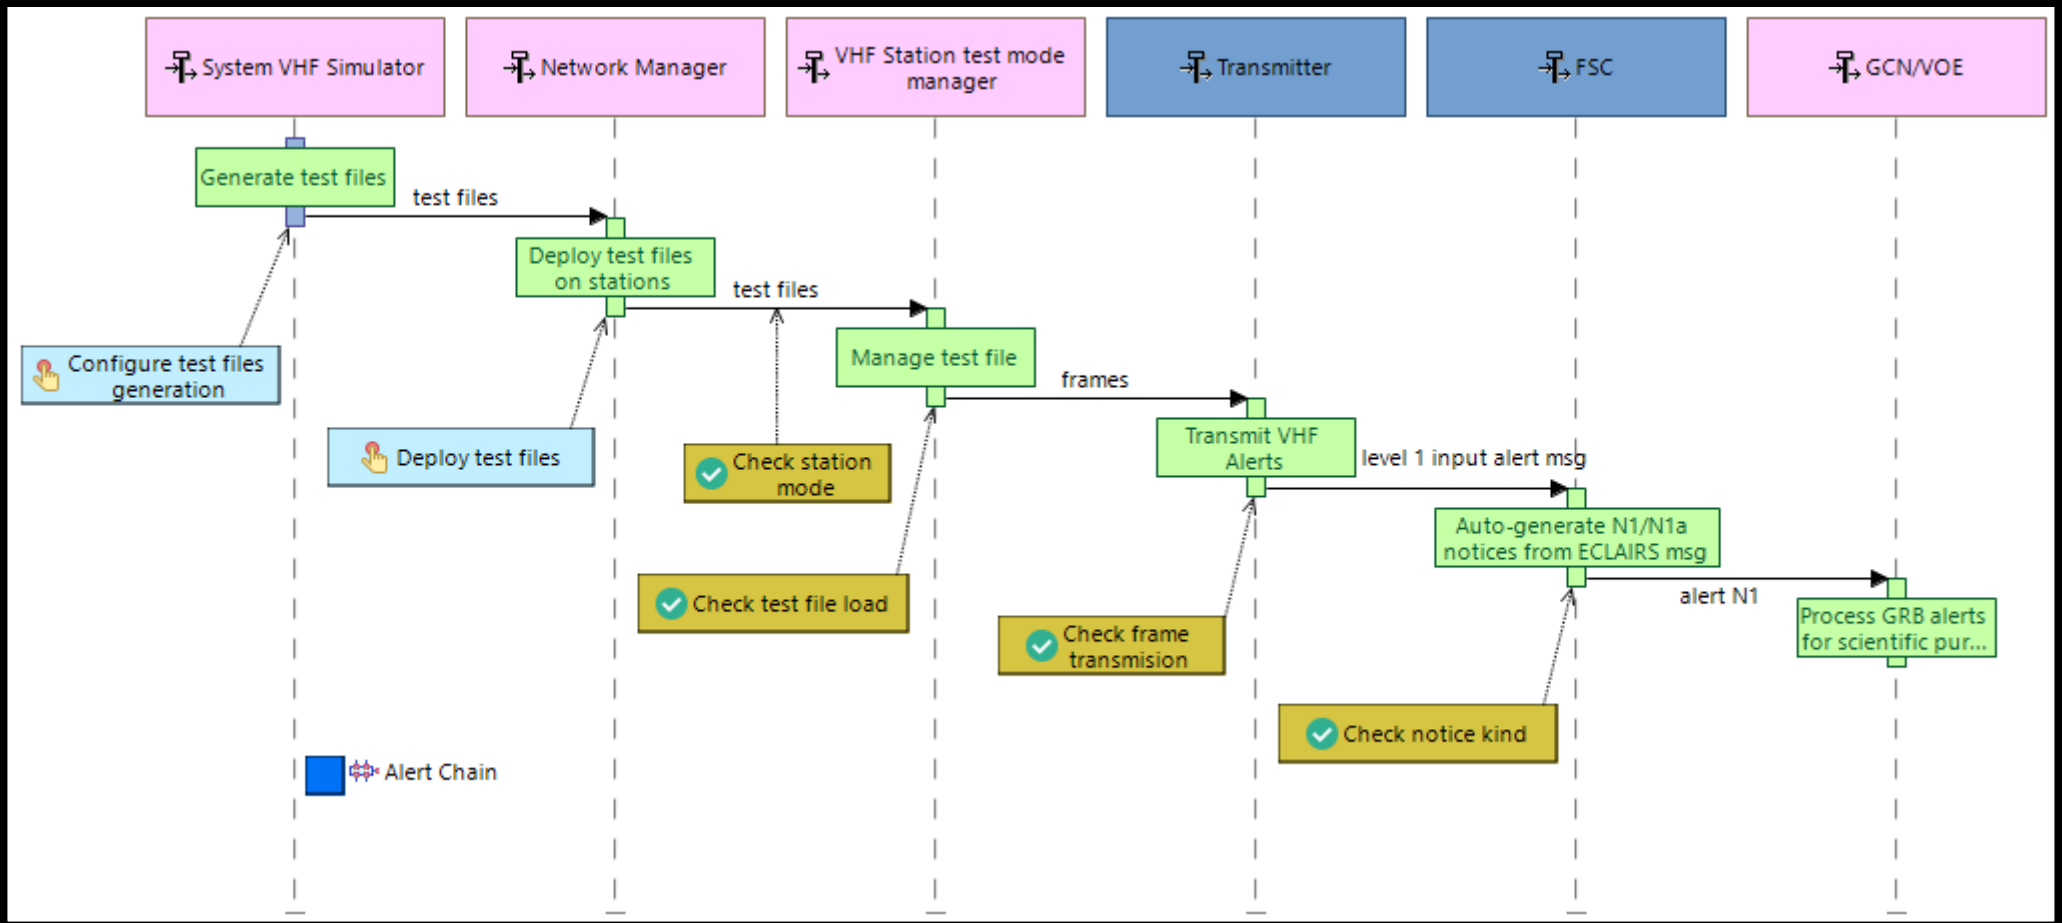 System VHF Simulator
Network Manager
VHF Station test mode
manager
Transmitter
FSC
GCN/VOE
Generate test files
test files
Deploy test files
on stations
test files
Configure test files
generation
Manage test file
frames
Deploy test files
Check station
mode
Transmit VHF
Alerts
level 1 input alert msg
Auto-generate N1/N1a
notices from ECLAIRS msg
alert N1
Check test file load
Process GRB alerts
for scientific pur...
Check frame
transmision
Check notice kind
Alert Chain